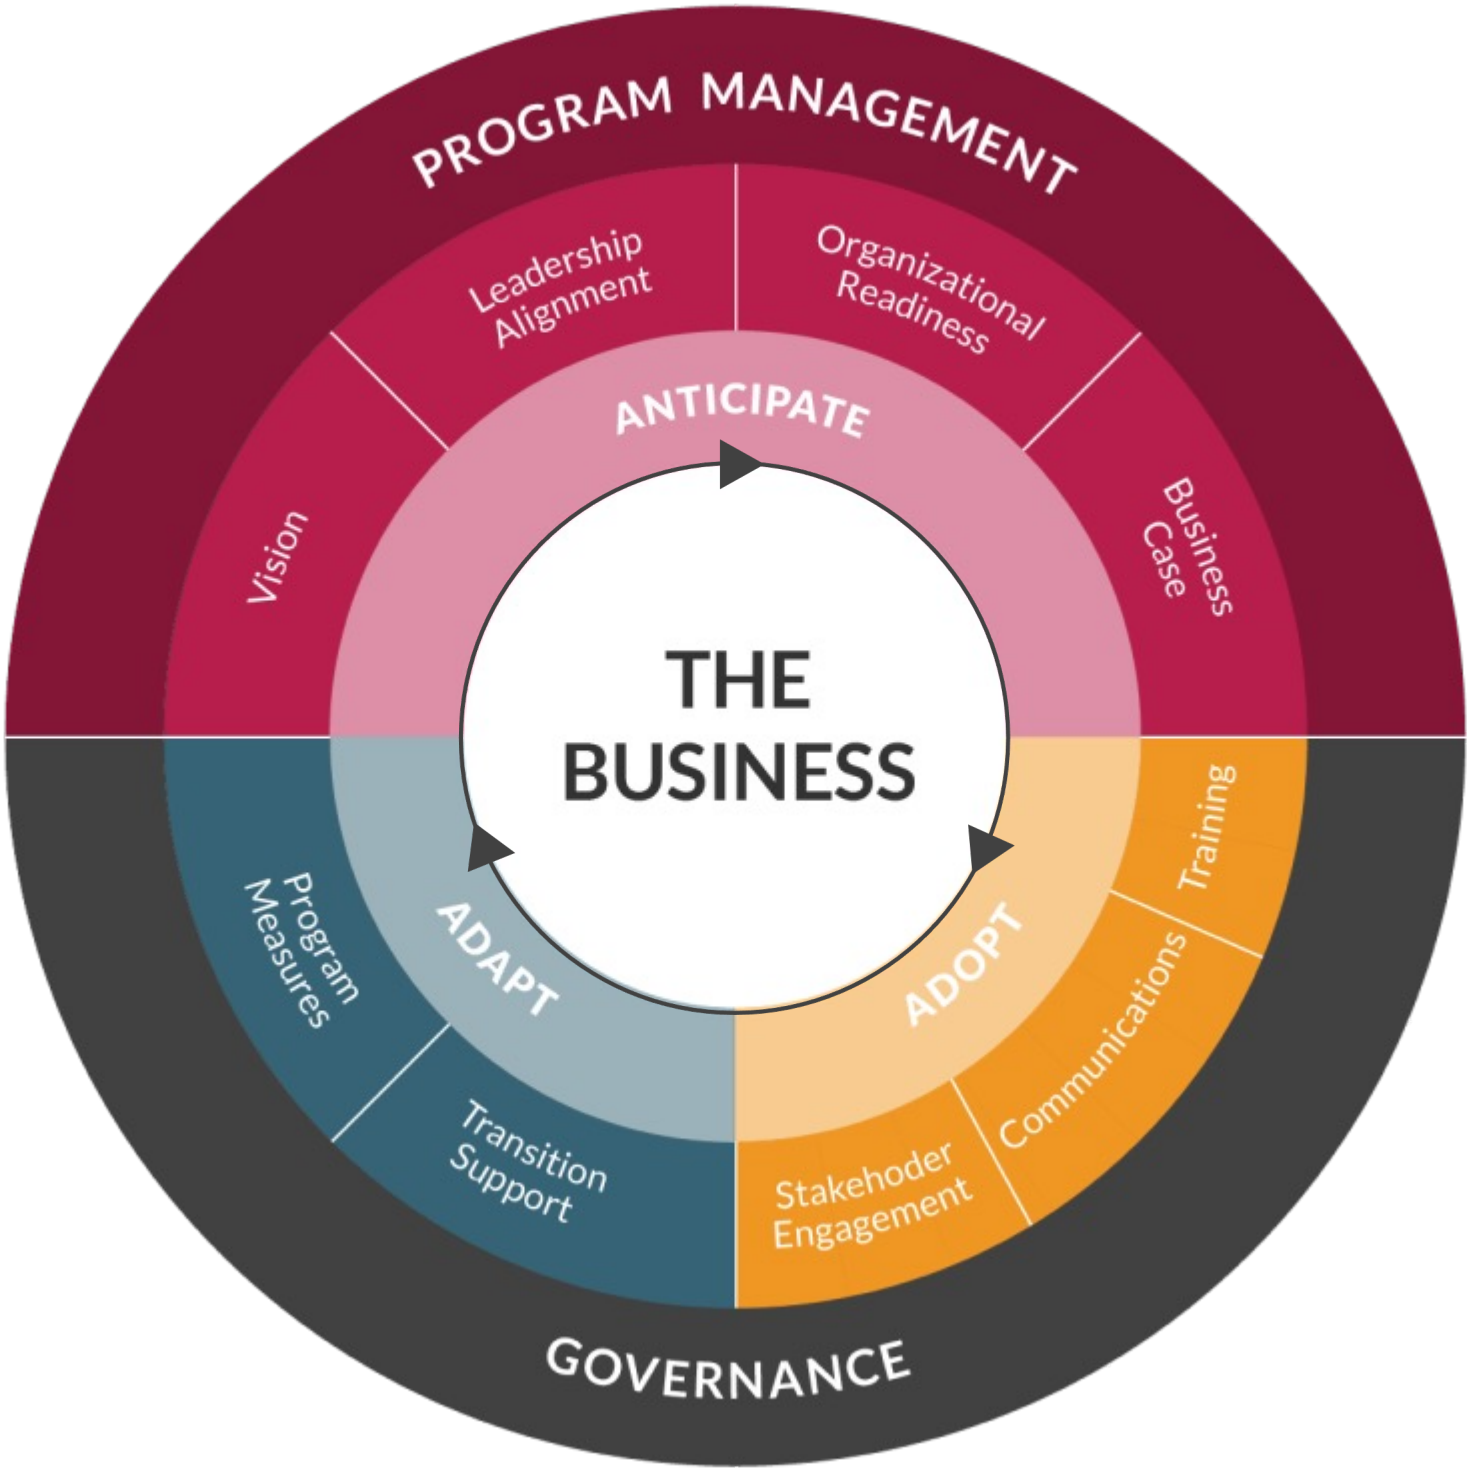 PROGRAM MANAGEMENT
Leadership
Alignment
Organizational
Readiness
Vision
Business
Case
ANTICIPATE
THE
BUSINESS
ADAPT
ADOPT
Training
Communications
Stakehoder
Engagement
Program
Measures
Transition
Support
GOVERNANCE